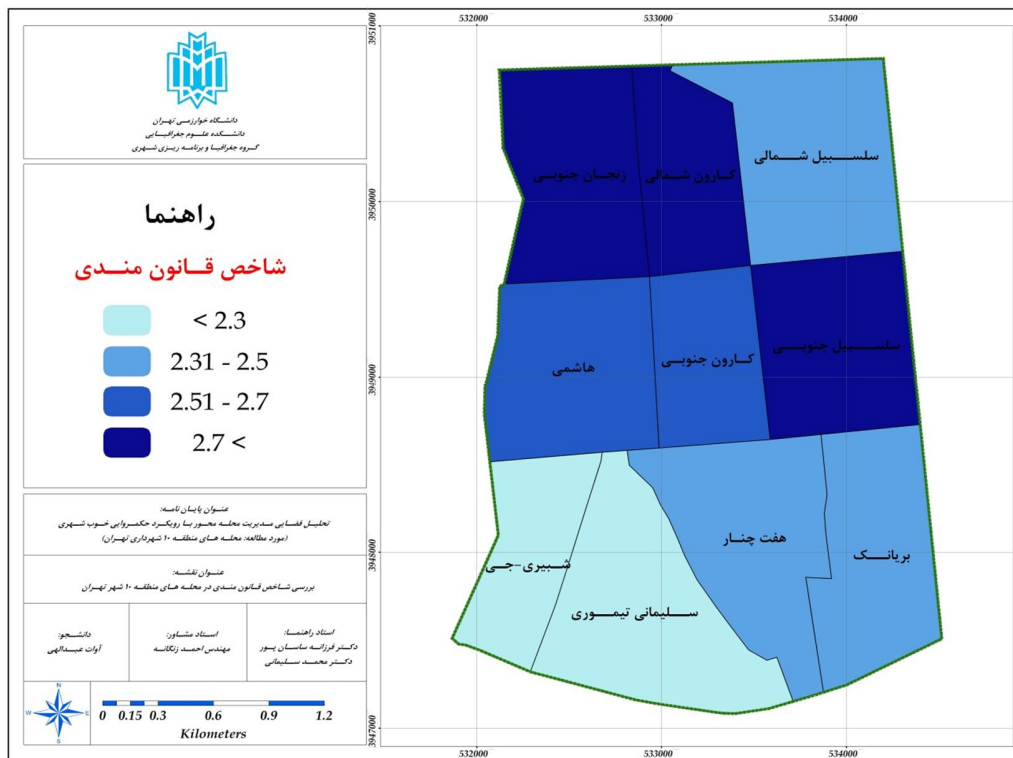 دانشگاه خوارزمی تهران
دانشکده علوم جغرافیایی
گروه جغرافیا و برنامه ریزی شهری
راهنما
شاخص قانون مندی
< 2.3
2.31 - 2.5
2.51 - 2.7
2.7 <
عنوان پایان نامه:
تحلیل فضایی مدیریت محله محور با رویکرد حکمروایی خوب شهری
(مورد مطالعه: محله های منطقه ۱۰ شهرداری تهران)
عنوان نقشه:
بررسی شاخص قانون مندی در محله های منطقه ۱۰ شهر تهران
استاد راهنما:
دکتر فرزانه ساسان پور
دکتر محمد سلیمانی
استاد مشاور:
مهندس احمد زنگانه
دانشجو:
آوات عبدالهی
N
W E
S
0 0.15 0.3 0.6 0.9 1.2
Kilometers
532000 533000 534000
3951000
3950000
3949000
3948000
3947000
سلسبیل شمالی
کارون شمالی
زنجان جنوبی
سلسبیل جنوبی
کارون جنوبی
هاشمی
بریانک
هفت چنار
شبیری-جی
سلیمانی تیموری
532000 533000 534000